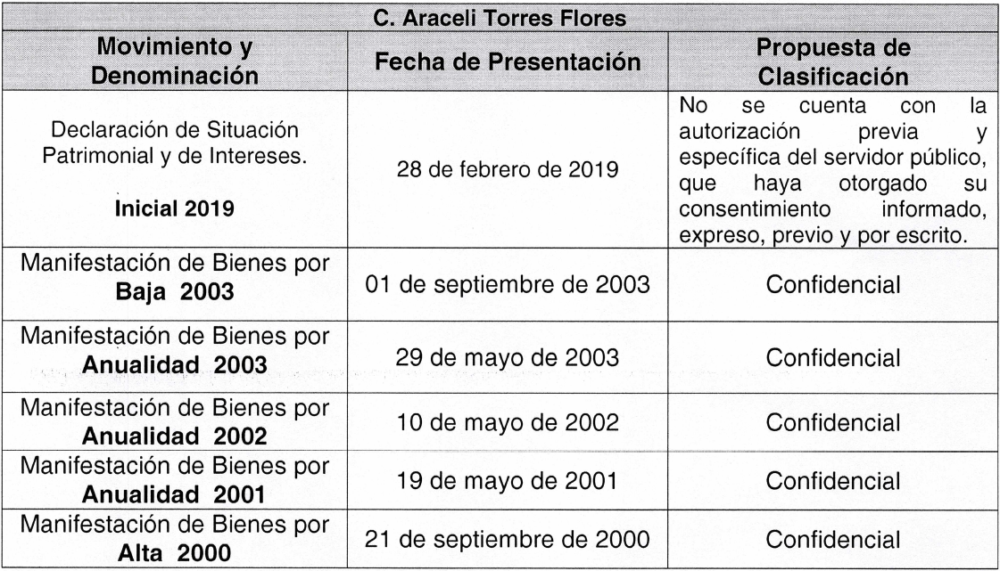 C. Araceli Torres Flores
Movimiento y
Denominación
Fecha de Presentación
Propuesta de
Clasificación
Declaración de Situación
Patrimonial y de Intereses.
Inicial 2019
28 de febrero de 2019
No se cuenta con la
autorización previa y
específica del servidor público,
que haya otorgado su
consentimiento informado,
expreso, previo y por escrito.
Manifestación de Bienes por
Baja 2003
01 de septiembre de 2003
Confidencial
Manifestación de Bienes por
Anualidad 2003
29 de mayo de 2003
Confidencial
Manifestación de Bienes por
Anualidad 2002
10 de mayo de 2002
Confidencial
Manifestación de Bienes por
Anualidad 2001
19 de mayo de 2001
Confidencial
Manifestación de Bienes por
Alta 2000
21 de septiembre de 2000
Confidencial